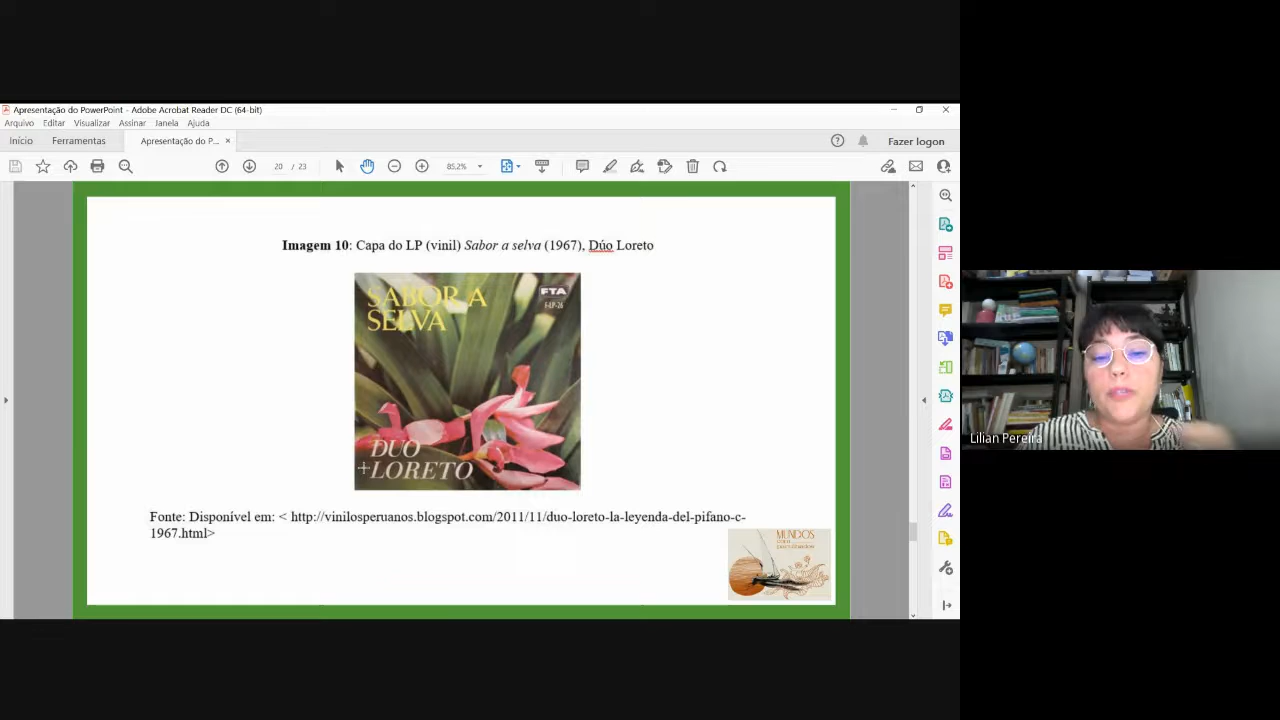 Apresentação do PowerPoint - Adobe Acrobat Reader DC (64-bit)
Arquivo Editar Visualizar Assinar Janela Ajuda
Início Ferramentas Apresentação do P... × Fazer logon
20 / 23 85,2%
Imagem 10: Capa do LP (vinil) Sabor a selva (1967), Dúo Loreto
SABOR A
SELVA
FTA
DUO
LORETO
Fonte: Disponível em: < http://vinilosperuanos.blogspot.com/2011/11/duo-loreto-la-leyenda-del-pifano-c-
1967.html>
MUNDOS
Lilian Pereira